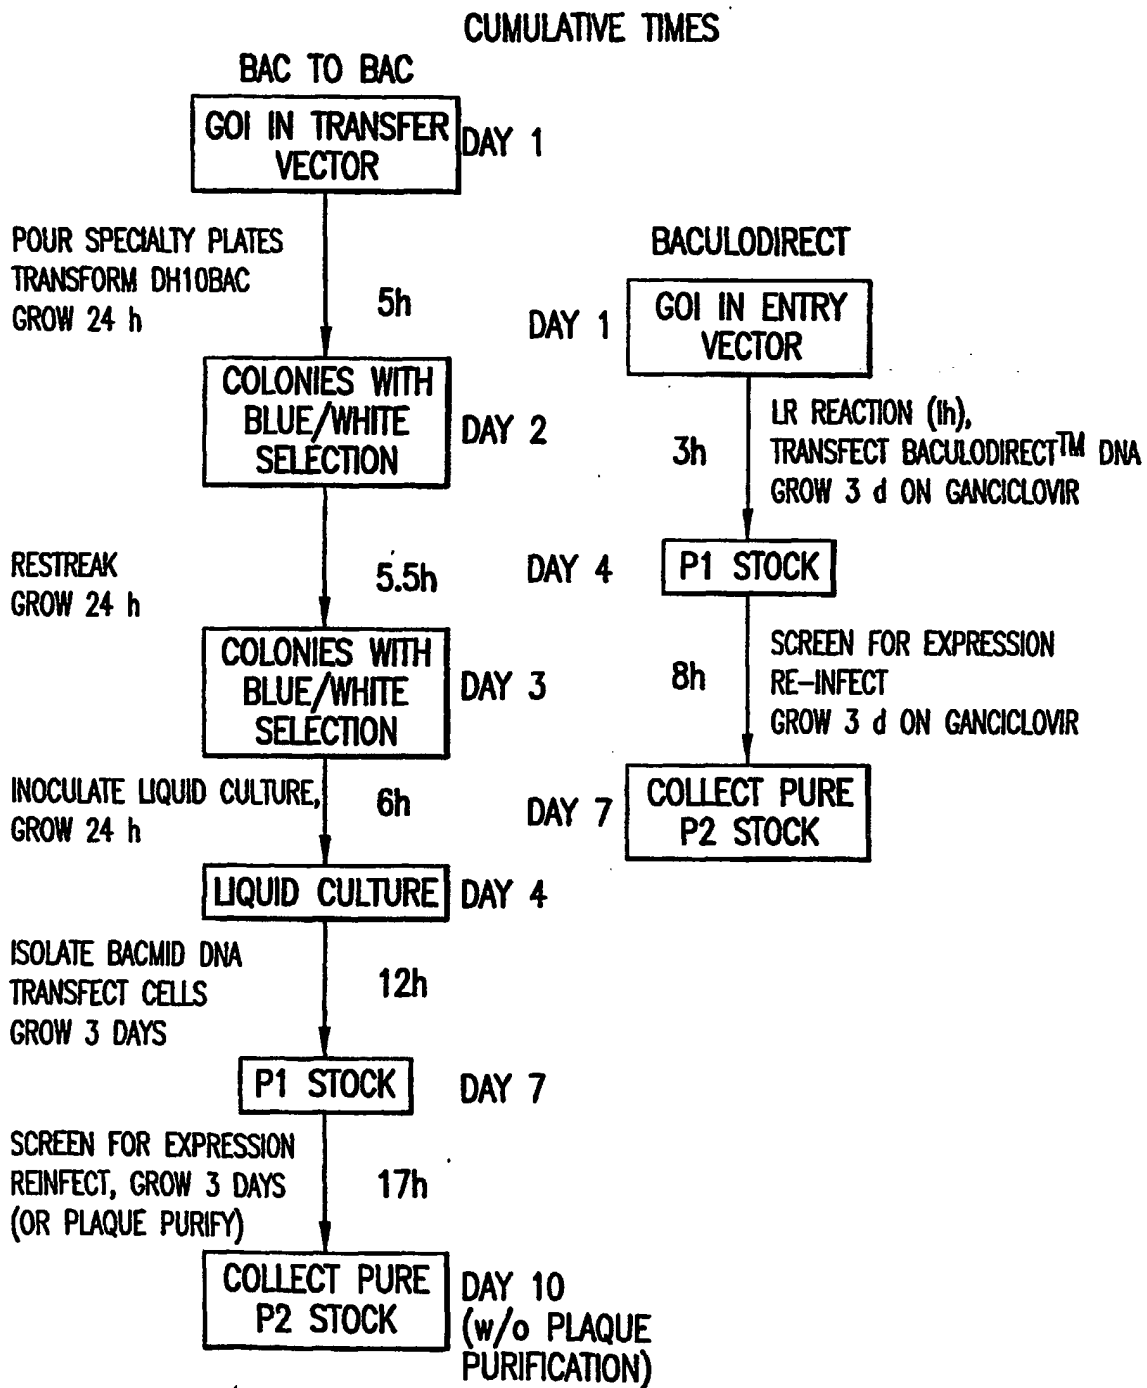 CUMULATIVE TIMES
BAC TO BAC
GOI IN TRANSFER
VECTOR
DAY 1
POUR SPECIALTY PLATES
TRANSFORM DH10BAC
GROW 24 h
5h
COLONIES WITH
BLUE/WHITE
SELECTION
DAY 2
RESTREAK
GROW 24 h
5.5h
COLONIES WITH
BLUE/WHITE
SELECTION
DAY 3
INOCULATE LIQUID CULTURE,
GROW 24 h
6h
LIQUID CULTURE
DAY 4
ISOLATE BACMID DNA
TRANSFECT CELLS
GROW 3 DAYS
12h
P1 STOCK
DAY 7
SCREEN FOR EXPRESSION
REINFECT, GROW 3 DAYS
(OR PLAQUE PURIFY)
17h
COLLECT PURE
P2 STOCK
DAY 10
(w/o PLAQUE
PURIFICATION)
BACULODIRECT
DAY 1
GOI IN ENTRY
VECTOR
3h
LR REACTION (1h),
TRANSFECT BACULODIRECT™ DNA
GROW 3 d ON GANCICLOVIR
DAY 4
P1 STOCK
8h
SCREEN FOR EXPRESSION
RE-INFECT
GROW 3 d ON GANCICLOVIR
DAY 7
COLLECT PURE
P2 STOCK